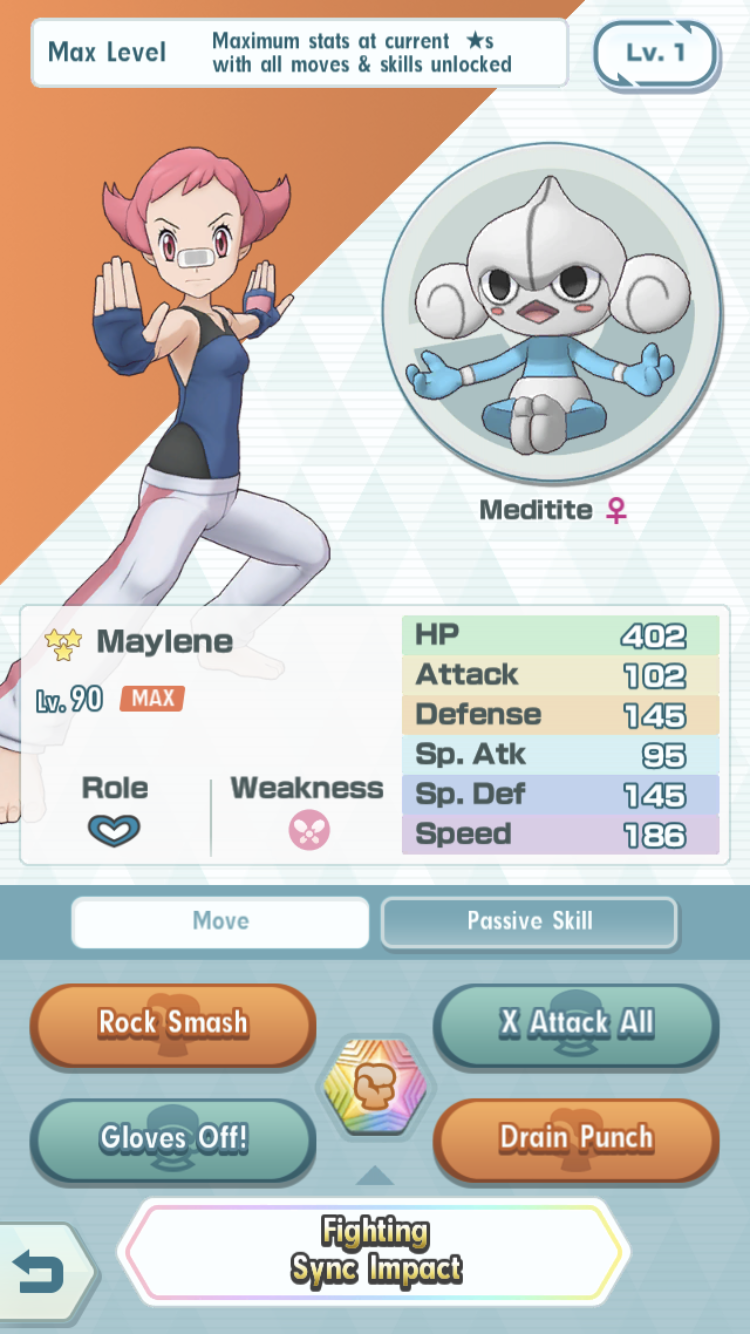 Max Level
Maximum stats at current ★s
with all moves & skills unlocked
Lv. 1
Meditite ♀
Maylene
Lv. 90 MAX
Role
Weakness
HP 402
Attack 102
Defense 145
Sp. Atk 95
Sp. Def 145
Speed 186
Move
Passive Skill
Rock Smash
X Attack All
Gloves Off!
Drain Punch
Fighting
Sync Impact